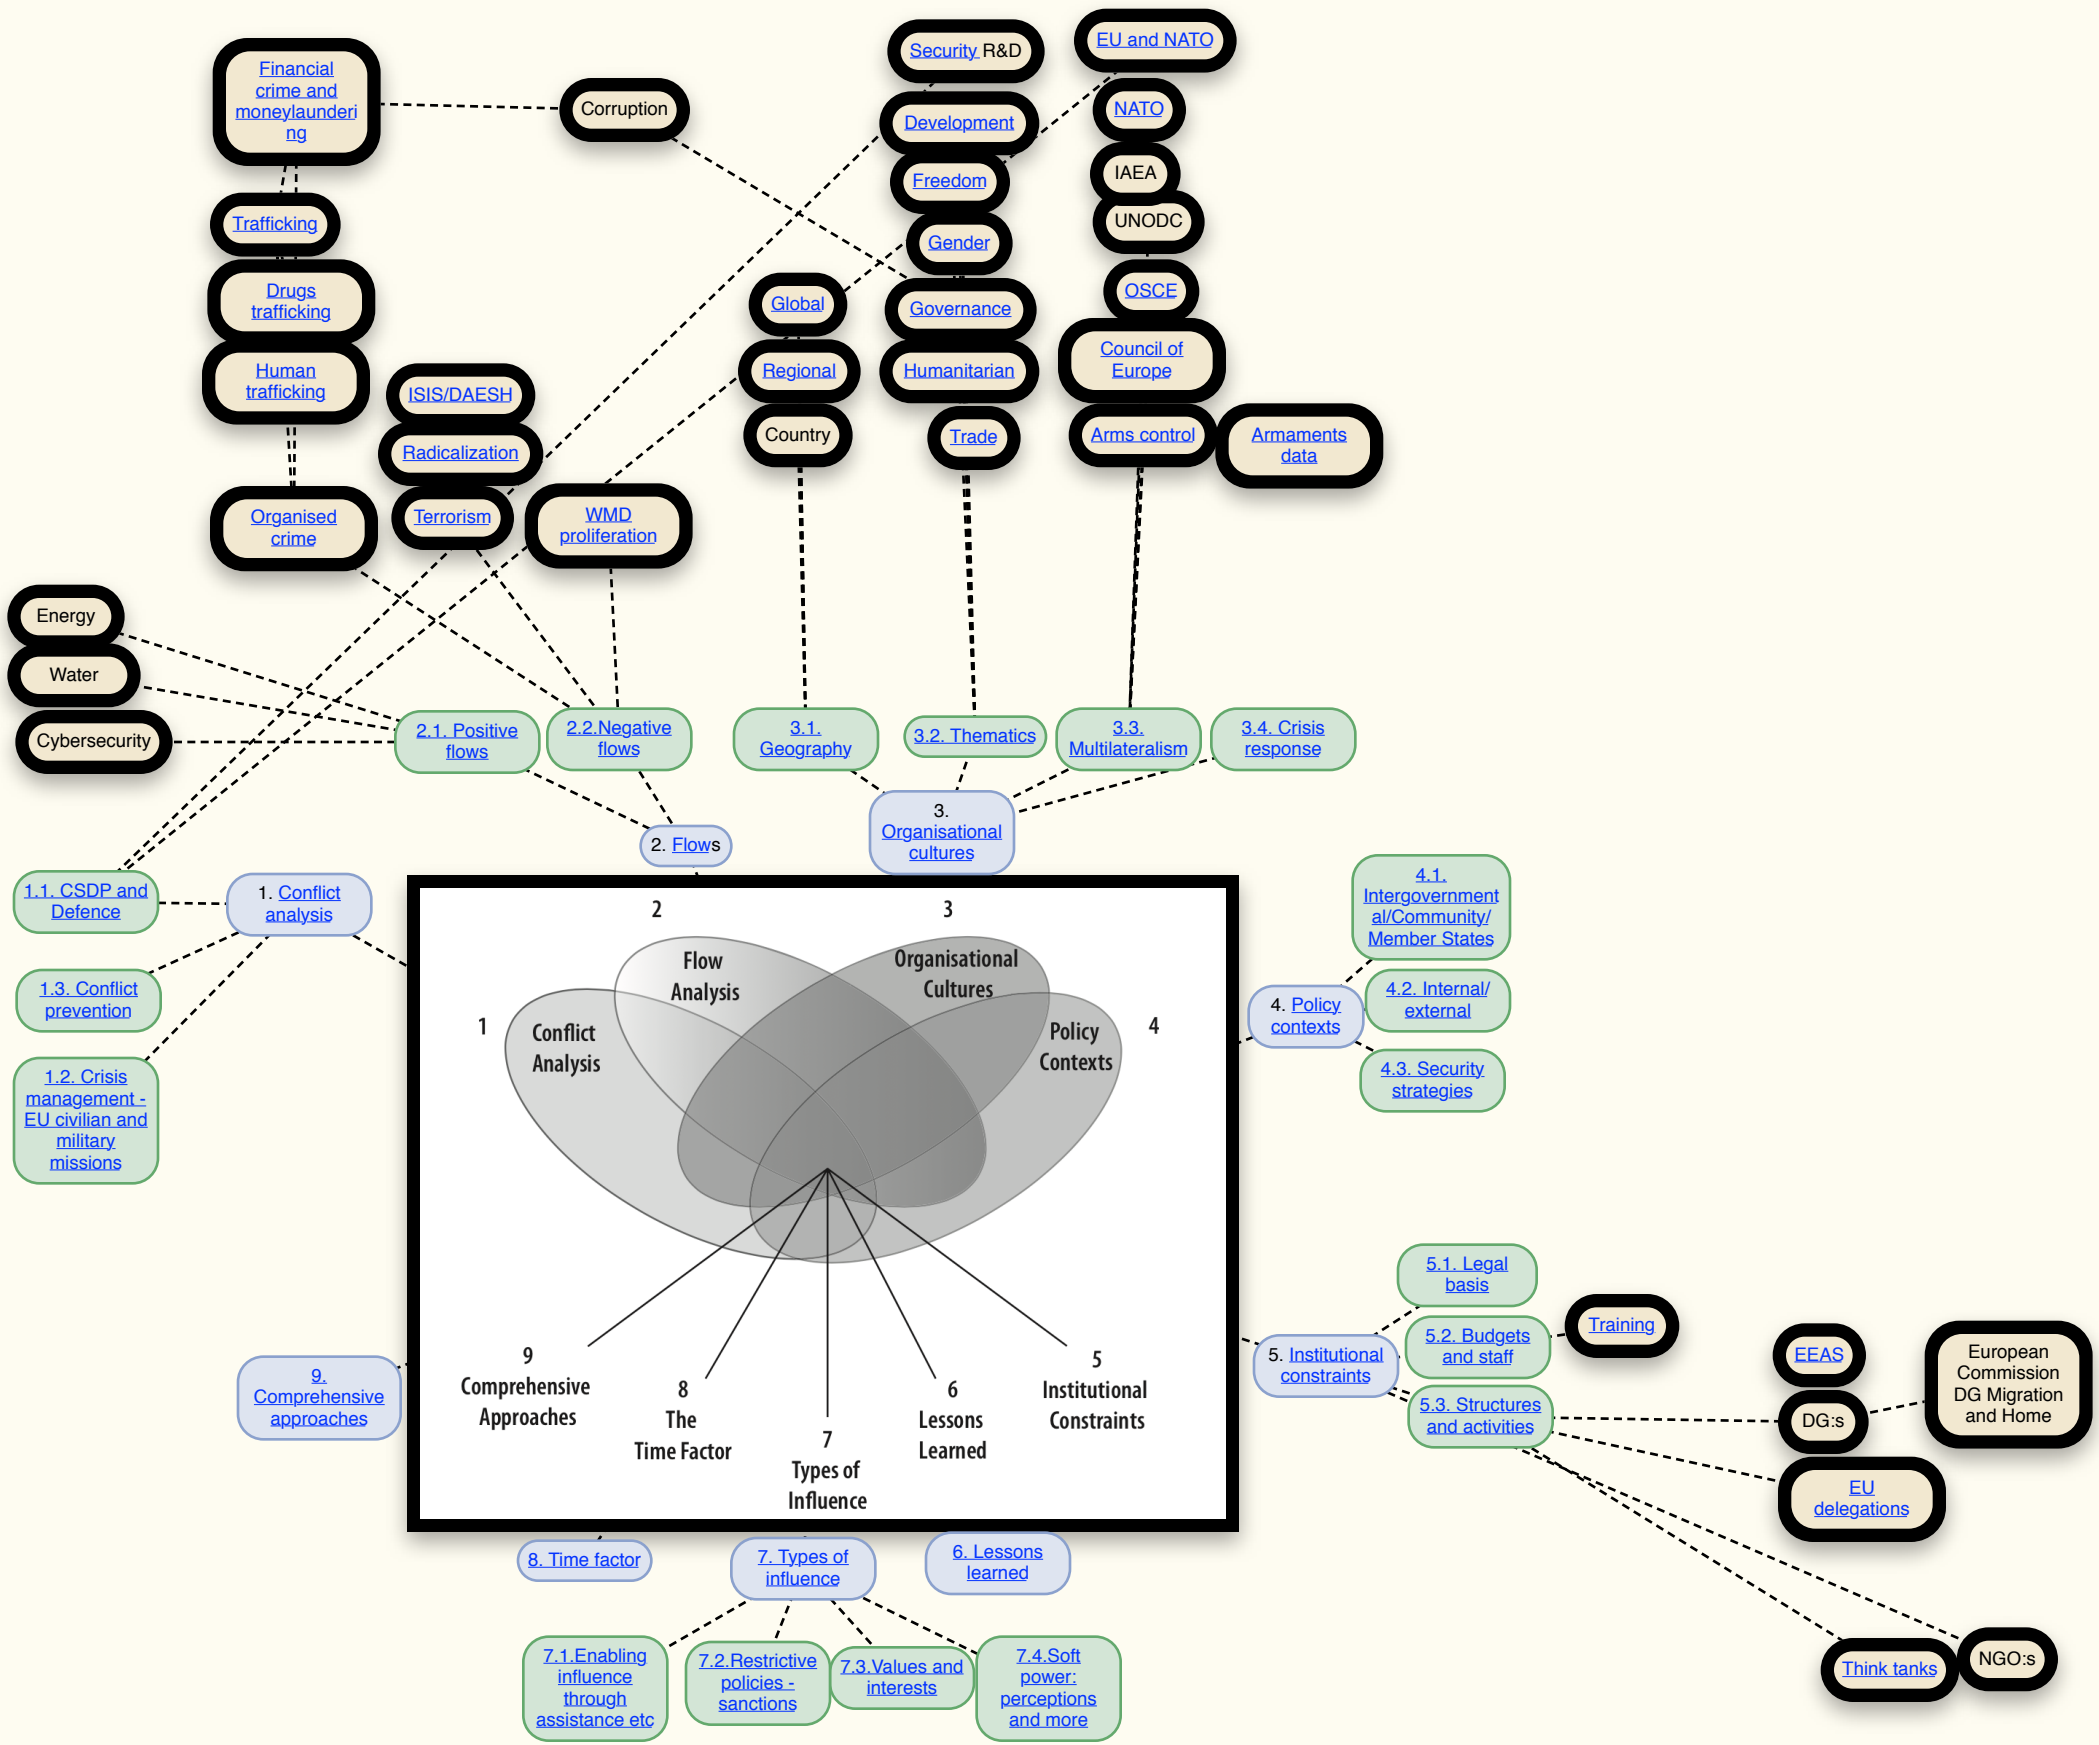 Financial
crime and
moneylaunderi
ng
Corruption
Security R&D
EU and NATO
Development
NATO
Freedom
IAEA
UNODC
Trafficking
Gender
Drugs
trafficking
Global
Governance
OSCE
Human
trafficking
ISIS/DAESH
Regional
Humanitarian
Council of
Europe
Radicalization
Country
Trade
Arms control
Armaments
data
Organised
crime
Terrorism
WMD
proliferation
Energy
Water
Cybersecurity
2.1. Positive
flows
2.2.Negative
flows
3.1.
Geography
3.2. Thematics
3.3.
Multilateralism
3.4. Crisis
response
2. Flows
3.
Organisational
cultures
1.1. CSDP and
Defence
1. Conflict
analysis
1.3. Conflict
prevention
1.2. Crisis
management -
EU civilian and
military
missions
4.1.
Intergovernment
al/Community/
Member States
4. Policy
contexts
4.2. Internal/
external
4.3. Security
strategies
2
3
Flow
Analysis
Organisational
Cultures
1
Conflict
Analysis
Policy
Contexts
4
9
Comprehensive
Approaches
8
The
Time Factor
7
Types of
Influence
6
Lessons
Learned
5
Institutional
Constraints
5.1. Legal
basis
5. Institutional
constraints
5.2. Budgets
and staff
Training
5.3. Structures
and activities
EEAS
DG:s
European
Commission
DG Migration
and Home
EU
delegations
Think tanks
NGO:s
9.
Comprehensive
approaches
8. Time factor
7. Types of
influence
6. Lessons
learned
7.1.Enabling
influence
through
assistance etc
7.2.Restrictive
policies -
sanctions
7.3.Values and
interests
7.4.Soft
power:
perceptions
and more